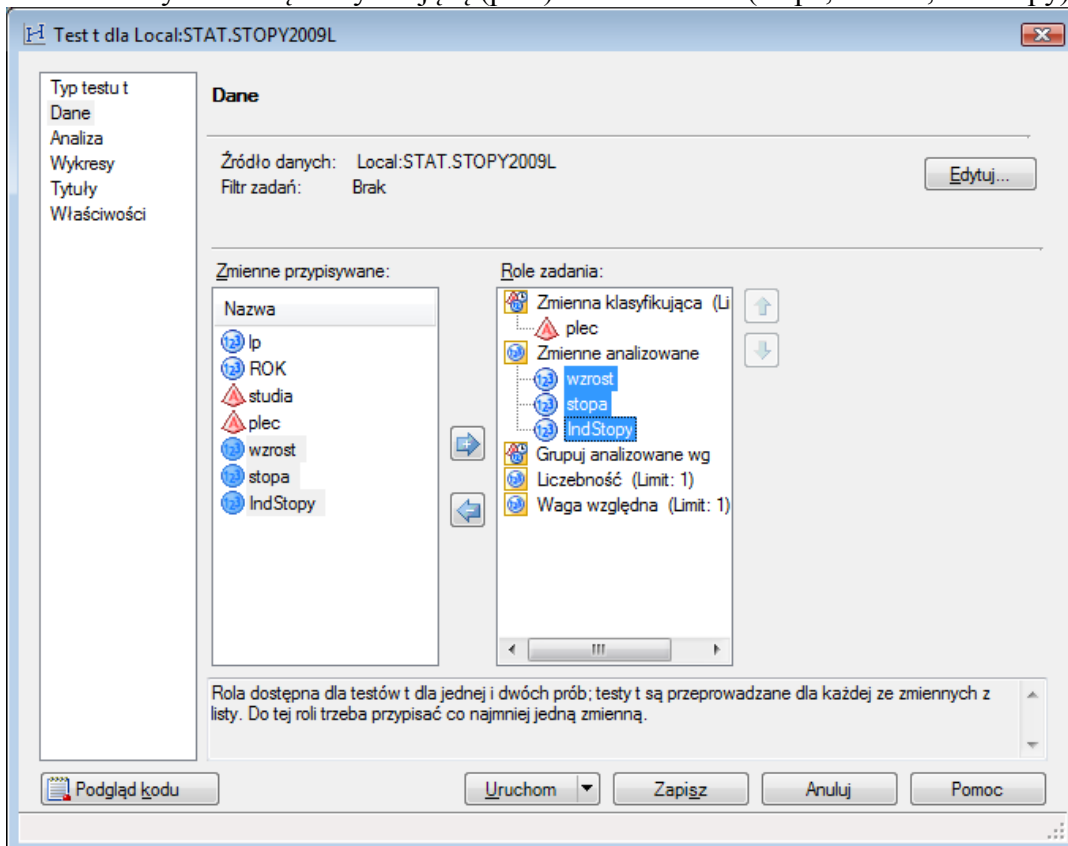 Test t dla Local:STAT.STOPY2009L
Typ testu t
Dane
Analiza
Wykresy
Tytuły
Właściwości
Dane
Źródło danych: Local:STAT.STOPY2009L
Filtr zadań: Brak
Edytuj...
Zmienne przypisywane:
Nazwa
lp
ROK
studia
plec
wzrost
stopa
IndStopy
Role zadania:
Zmienna klasyfikująca (Li
plec
Zmienne analizowane
wzrost
stopa
IndStopy
Grupuj analizowane wg
Liczebność (Limit: 1)
Waga względna (Limit: 1)
Rola dostępna dla testów t dla jednej i dwóch prób; testy t są przeprowadzane dla każdej ze zmiennych z
listy. Do tej roli trzeba przypisać co najmniej jedną zmienną.
Podgląd kodu
Uruchom
Zapisz
Anuluj
Pomoc